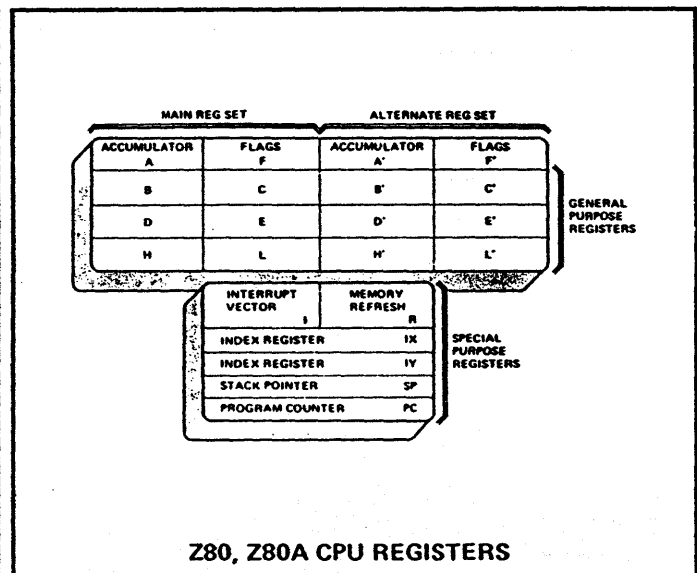 MAIN REG SET ALTERNATE REG SET
ACCUMULATOR FLAGS ACCUMULATOR FLAGS
A F A' F'
B C B' C'
D E D' E'
H L H' L'
GENERAL
PURPOSE
REGISTERS
INTERRUPT MEMORY
VECTOR REFRESH
I R
INDEX REGISTER IX
INDEX REGISTER IY
STACK POINTER SP
PROGRAM COUNTER PC
SPECIAL
PURPOSE
REGISTERS
Z80, Z80A CPU REGISTERS